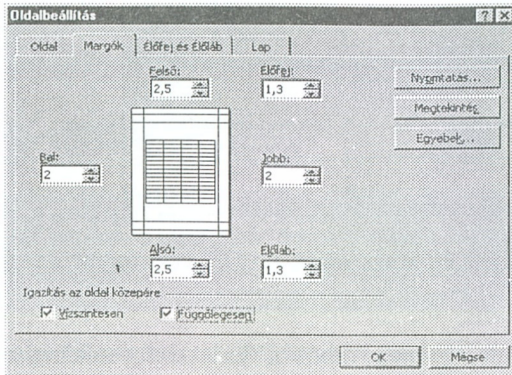 Oldalbeállítás
Oldal Margók Élőfej és Élőláb Lap
Felső: Élőfej:
2,5 1,3
Nyomtatás...
Megtekintés
Egyebek...
Bal: Jobb:
2 2
Alsó: Élőláb:
2,5 1,3
Igazítás az oldal közepére
Vízszintesen Függőlegesen
OK Mégse